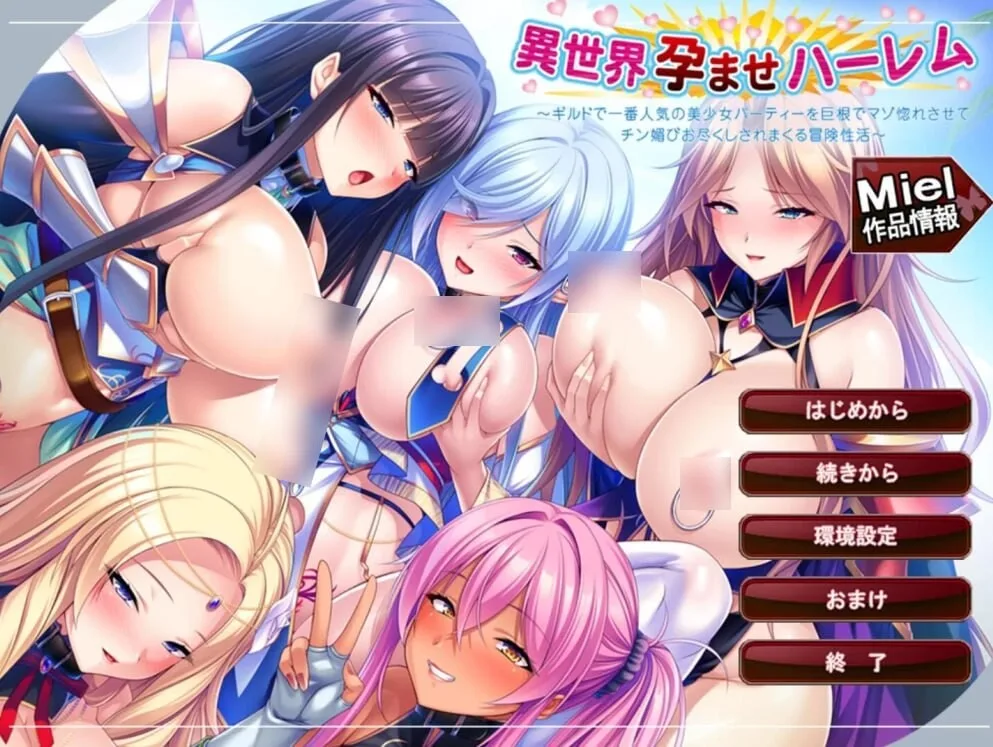 異世界孕ませハーレム
～ギルドで一番人気の美少女パーティーを巨根でマゾ惚れさせて
チン媚びお尽くしされまくる冒険性活～
Miel
作品情報
はじめから
続きから
環境設定
おまけ
終 了